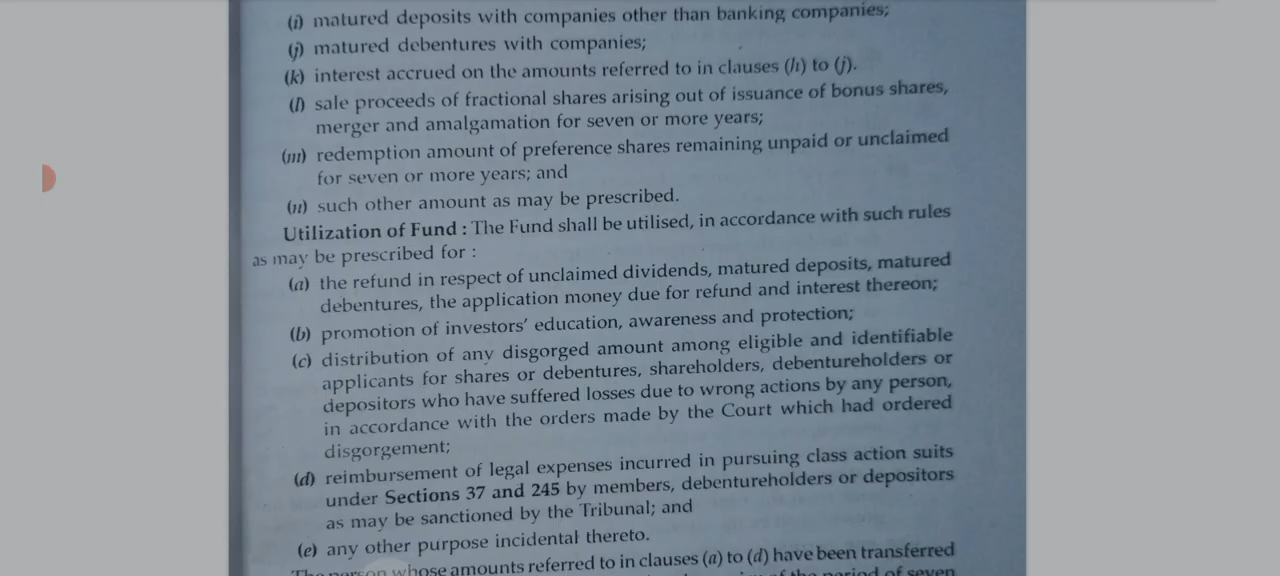 (i) matured deposits with companies other than banking companies;
(j) matured debentures with companies;
(k) interest accrued on the amounts referred to in clauses (h) to (j).
(l) sale proceeds of fractional shares arising out of issuance of bonus shares,
merger and amalgamation for seven or more years;
(m) redemption amount of preference shares remaining unpaid or unclaimed
for seven or more years; and
(n) such other amount as may be prescribed.
Utilization of Fund : The Fund shall be utilised, in accordance with such rules
as may be prescribed for :
(a) the refund in respect of unclaimed dividends, matured deposits, matured
debentures, the application money due for refund and interest thereon;
(b) promotion of investors' education, awareness and protection;
(c) distribution of any disgorged amount among eligible and identifiable
applicants for shares or debentures, shareholders, debentureholders or
depositors who have suffered losses due to wrong actions by any person,
in accordance with the orders made by the Court which had ordered
disgorgement;
(d) reimbursement of legal expenses incurred in pursuing class action suits
under Sections 37 and 245 by members, debentureholders or depositors
as may be sanctioned by the Tribunal; and
(e) any other purpose incidental thereto.
The person whose amounts referred to in clauses (a) to (d) have been transferred
of the period of seven